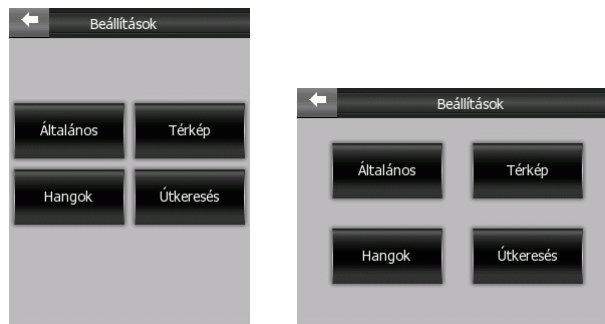 Beállítások
Általános
Térkép
Hangok
Útkeresés
Beállítások
Általános
Térkép
Hangok
Útkeresés